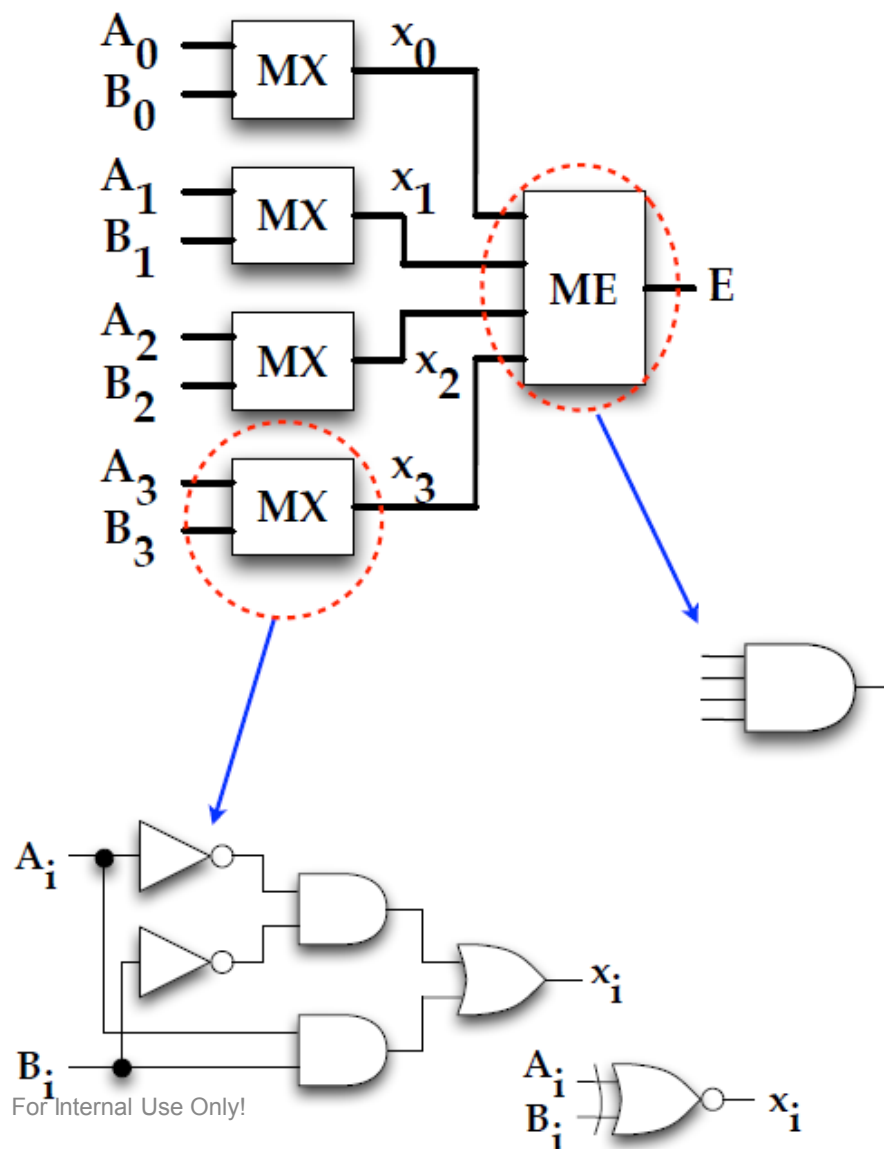 A0
B0
MX
x0
A1
B1
MX
x1
A2
B2
MX
x2
A3
B3
MX
x3
ME
E
Ai
Bi
xi
Ai
Bi
xi
For Internal Use Only!